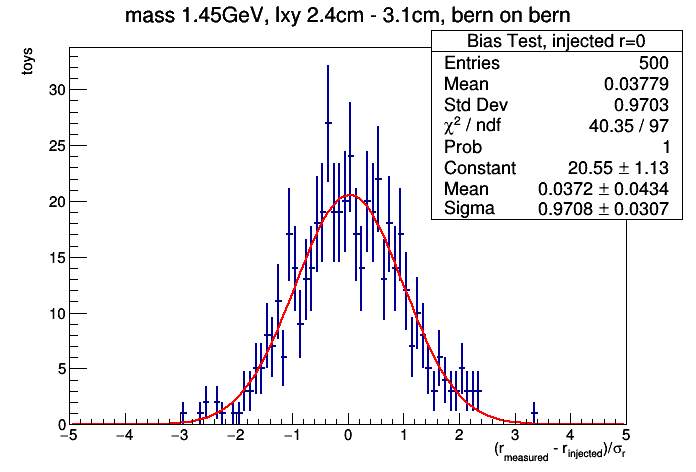 mass 1.45GeV, lxy 2.4cm - 3.1cm, bern on bern
Bias Test, injected r=0
Entries 500
Mean 0.03779
Std Dev 0.9703
χ² / ndf 40.35 / 97
Prob 1
Constant 20.55 ± 1.13
Mean 0.0372 ± 0.0434
Sigma 0.9708 ± 0.0307
toys
30
25
20
15
10
5
0
−5 −4 −3 −2 −1 0 1 2 3 4 5
(r_measured - r_injected)/σ_r